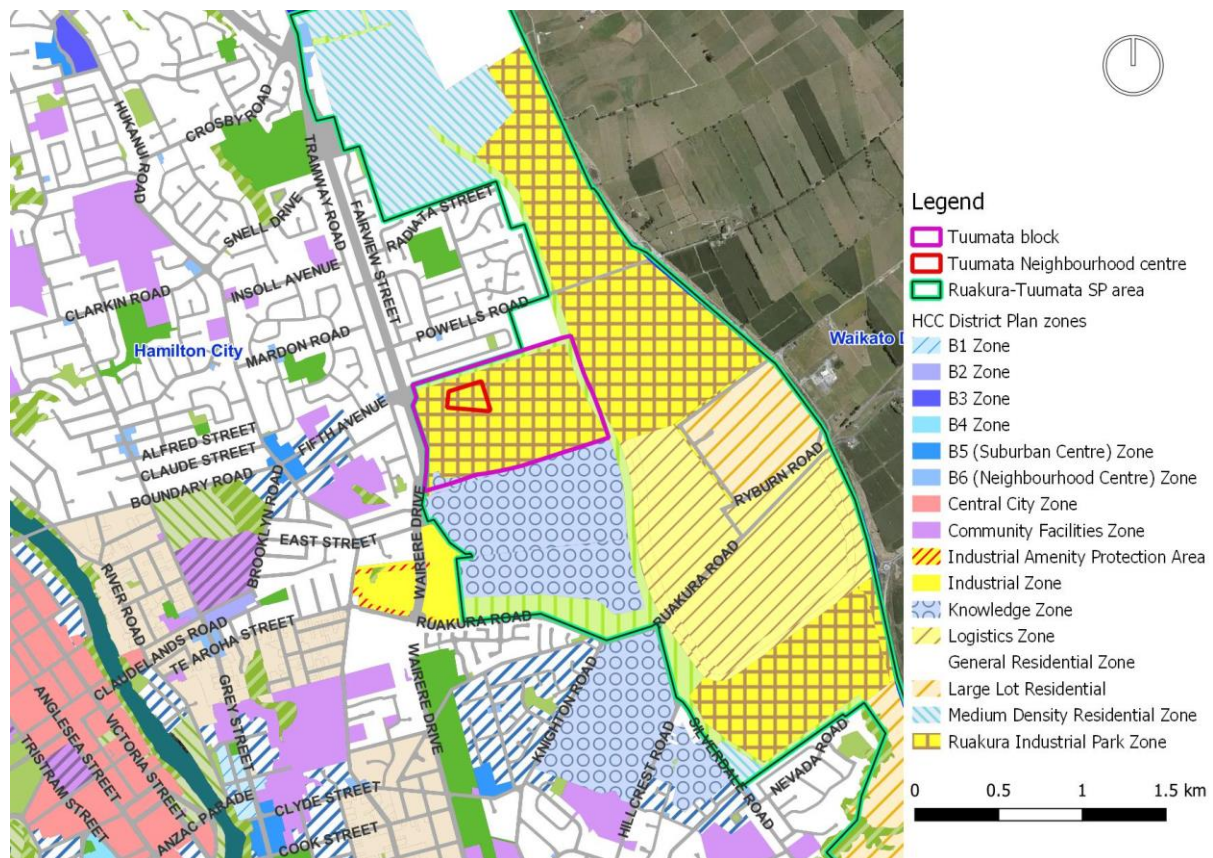 HUKANUI ROAD
CROSBY ROAD
TRAMWAY ROAD
FAIRVIEW STREET
RADIATA STREET
SNELL DRIVE
INSOLL AVENUE
CLARKIN ROAD
Hamilton City
MARDON ROAD
POWELLS ROAD
Waikato D
ALFRED STREET
CLAUDE STREET
BOUNDARY ROAD
FIFTH AVENUE
BROOKLYN ROAD
EAST STREET
WAIRERE DRIVE
RYBURN ROAD
RUAKURA ROAD
RUAKURA ROAD
RIVER ROAD
CLAUDELANDS ROAD
TE AROHA STREET
GREY STREET
WAIRERE DRIVE
KNIGHTON ROAD
HILLCREST ROAD
SILVERDALE ROAD
NEVADA ROAD
ANGLESEA STREET
VICTORIA STREET
TRISTRAM STREET
ANZAC PARADE
CLYDE STREET
COOK STREET
Legend
Tuumata block
Tuumata Neighbourhood centre
Ruakura-Tuumata SP area
HCC District Plan zones
B1 Zone
B2 Zone
B3 Zone
B4 Zone
B5 (Suburban Centre) Zone
B6 (Neighbourhood Centre) Zone
Central City Zone
Community Facilities Zone
Industrial Amenity Protection Area
Industrial Zone
Knowledge Zone
Logistics Zone
General Residential Zone
Large Lot Residential
Medium Density Residential Zone
Ruakura Industrial Park Zone
0 0.5 1 1.5 km